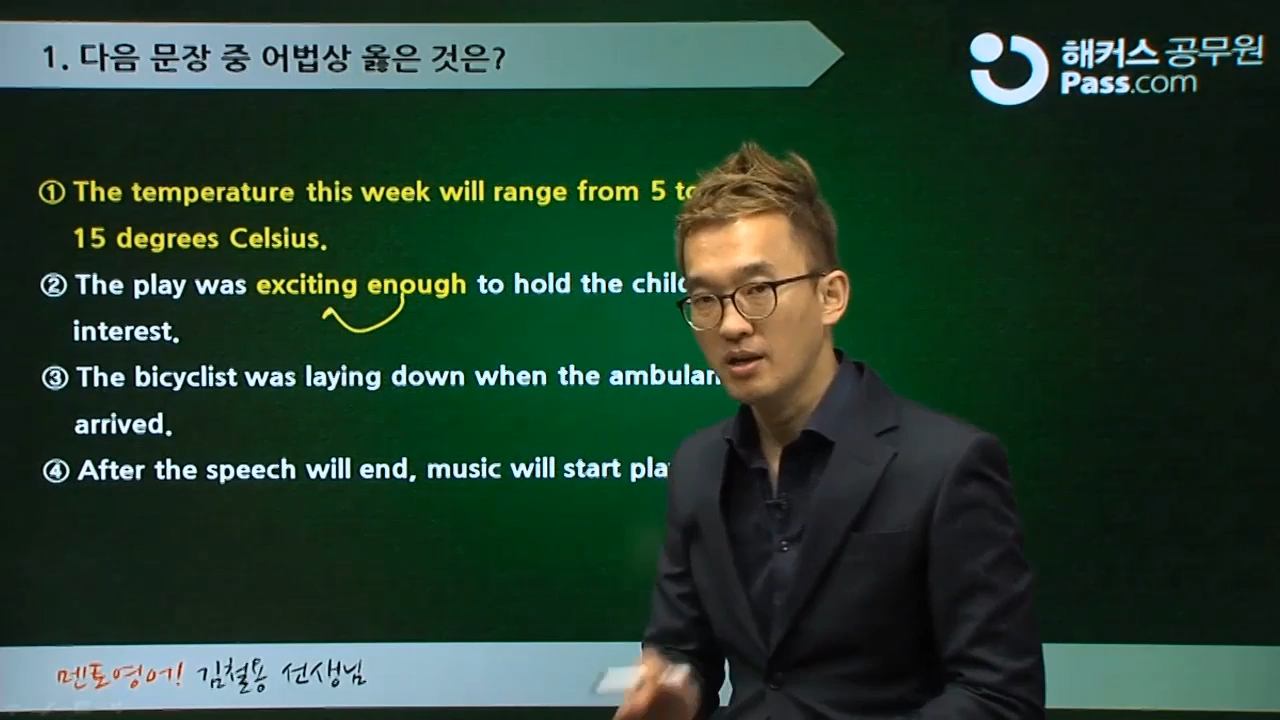 1. 다음 문장 중 어법상 옳은 것은?
해커스 공무원
Pass.com
① The temperature this week will range from 5 to
15 degrees Celsius.
② The play was exciting enough to hold the
interest.
③ The bicyclist was laying down when the
arrived.
④ After the speech will end, music will start
멘토영어! 김철용 선생님